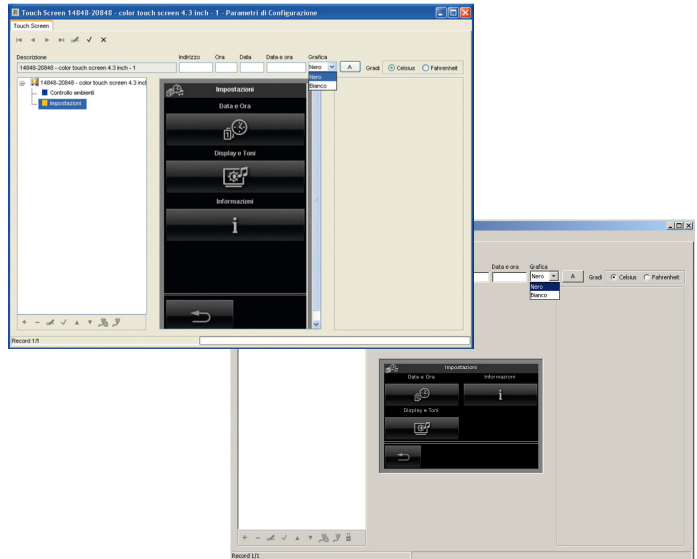 Touch Screen 14848-20848 - color touch screen 4.3 inch - 1 - Parametri di Configurazione
Touch Screen
Descrizione Indirizzo Ora Data Data e ora Grafica
14848-20848 - color touch screen 4.3 inch - 1 Nero A Gradi Celsius Fahrenheit
Nero
Bianco
14848-20848 - color touch screen 4.3 incl
Controllo ambienti
Impostazioni
Impostazioni
Data e Ora
Display e Toni
Informazioni
i
Record 1/1
Data e ora Grafica
Nero A Gradi Celsius Fahrenheit
Nero
Bianco
Impostazioni
Data e Ora Informazioni
i
Display e Toni
Record 1/1